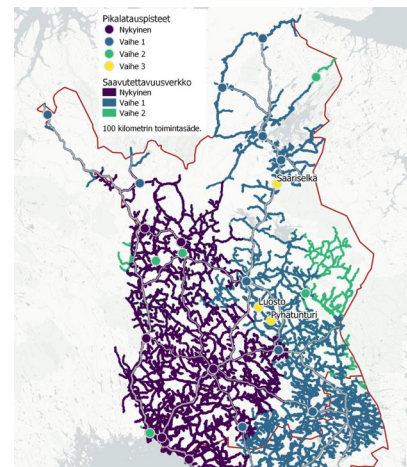 Pikalatauspisteet
Nykyinen
Vaihe 1
Vaihe 2
Vaihe 3
Saavutettavuusverkko
Nykyinen
Vaihe 1
Vaihe 2
100 kilometrin toimintasäde.
Saariselkä
Luosto
Pyhätunturi